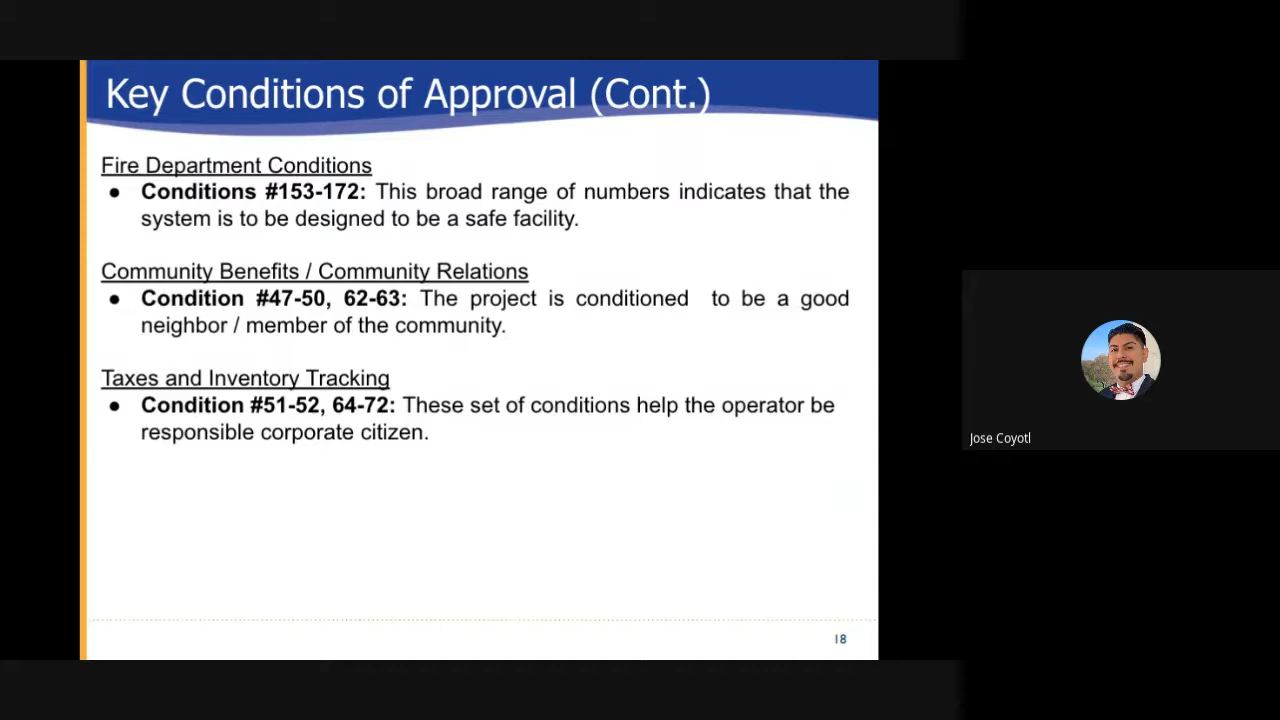 Key Conditions of Approval (Cont.)
Fire Department Conditions
● Conditions #153-172: This broad range of numbers indicates that the
system is to be designed to be a safe facility.
Community Benefits / Community Relations
● Condition #47-50, 62-63: The project is conditioned to be a good
neighbor / member of the community.
Taxes and Inventory Tracking
● Condition #51-52, 64-72: These set of conditions help the operator be
responsible corporate citizen.
18
Jose Coyotl